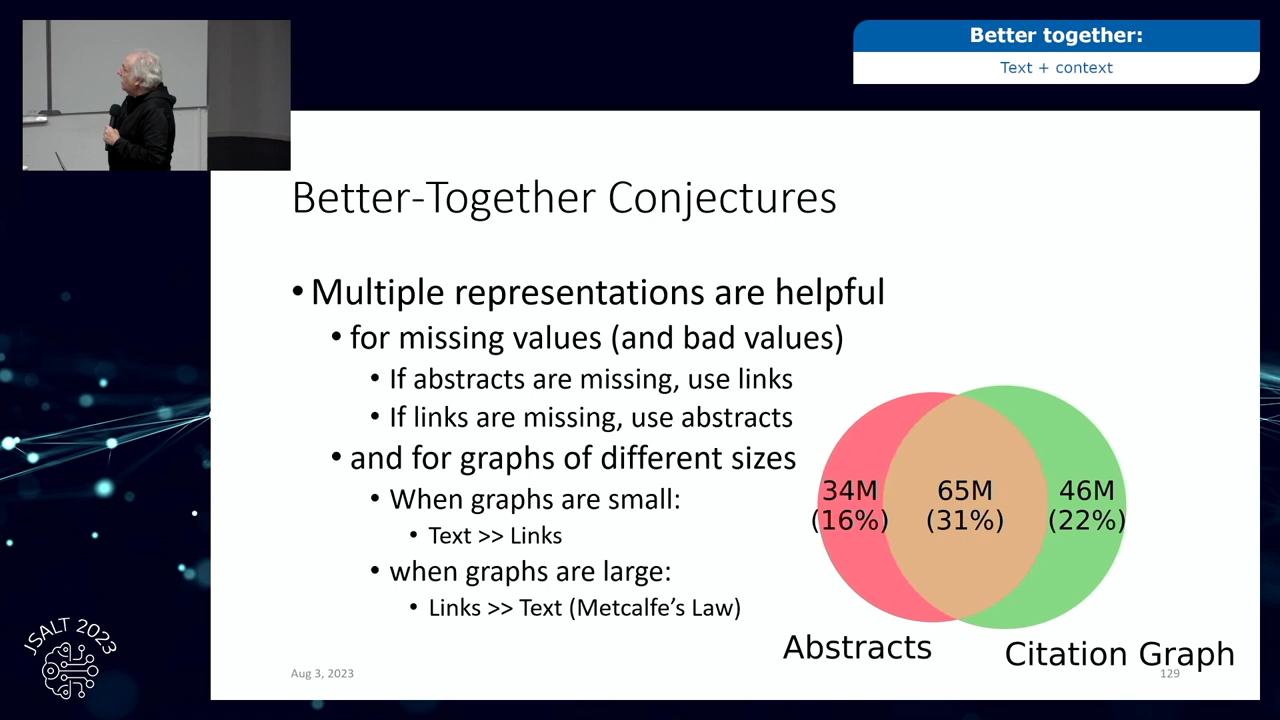 Better together:
Text + context
Better-Together Conjectures
• Multiple representations are helpful
• for missing values (and bad values)
• If abstracts are missing, use links
• If links are missing, use abstracts
• and for graphs of different sizes
• When graphs are small:
• Text >> Links
• when graphs are large:
• Links >> Text (Metcalfe's Law)
34M
(16%)
65M
(31%)
46M
(22%)
Abstracts
Citation Graph
Aug 3, 2023
129
JSALT 2023